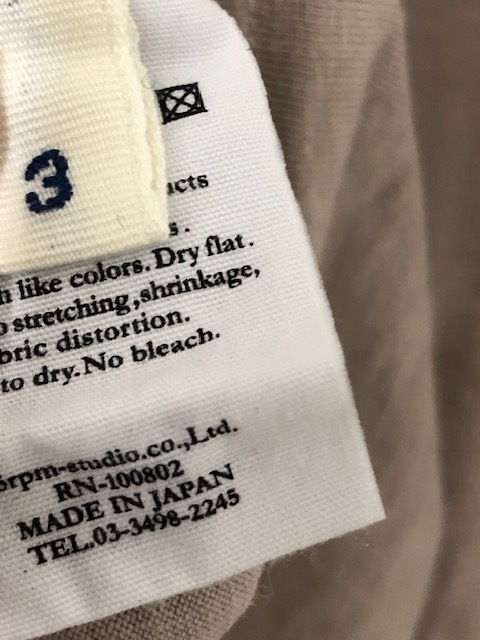 3
s.
h like colors. Dry flat.
stretching, shrinkage,
bric distortion.
to dry. No bleach.
5rpm-studio.co.,Ltd.
RN-100802
MADE IN JAPAN
TEL.03-3498-2245